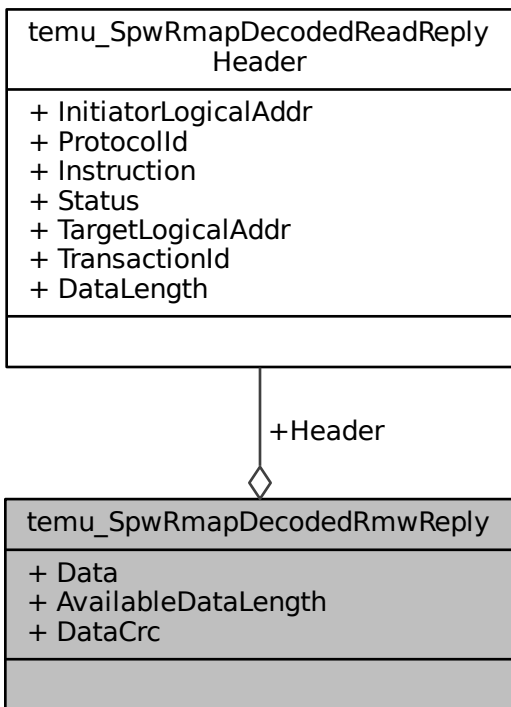 temu_SpwRmapDecodedReadReply
Header
+ InitiatorLogicalAddr
+ ProtocolId
+ Instruction
+ Status
+ TargetLogicalAddr
+ TransactionId
+ DataLength
+Header
temu_SpwRmapDecodedRmwReply
+ Data
+ AvailableDataLength
+ DataCrc